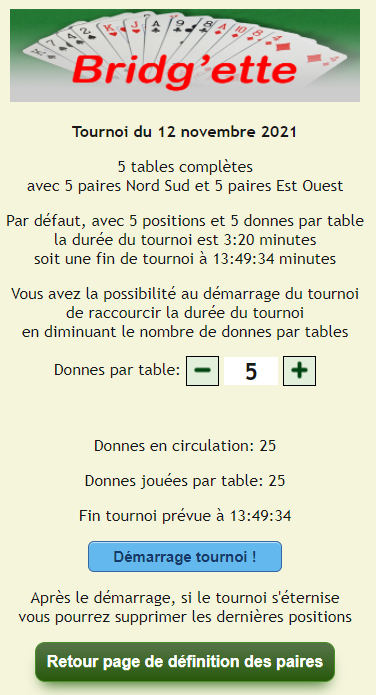 Bridg'ette
Tournoi du 12 novembre 2021
5 tables complètes
avec 5 paires Nord Sud et 5 paires Est Ouest
Par défaut, avec 5 positions et 5 donnes par table
la durée du tournoi est 3:20 minutes
soit une fin de tournoi à 13:49:34 minutes
Vous avez la possibilité au démarrage du tournoi
de raccourcir la durée du tournoi
en diminuant le nombre de donnes par tables
Donnes par table: − 5 +
Donnes en circulation: 25
Donnes jouées par table: 25
Fin tournoi prévue à 13:49:34
Démarrage tournoi !
Après le démarrage, si le tournoi s'éternise
vous pourrez supprimer les dernières positions
Retour page de définition des paires